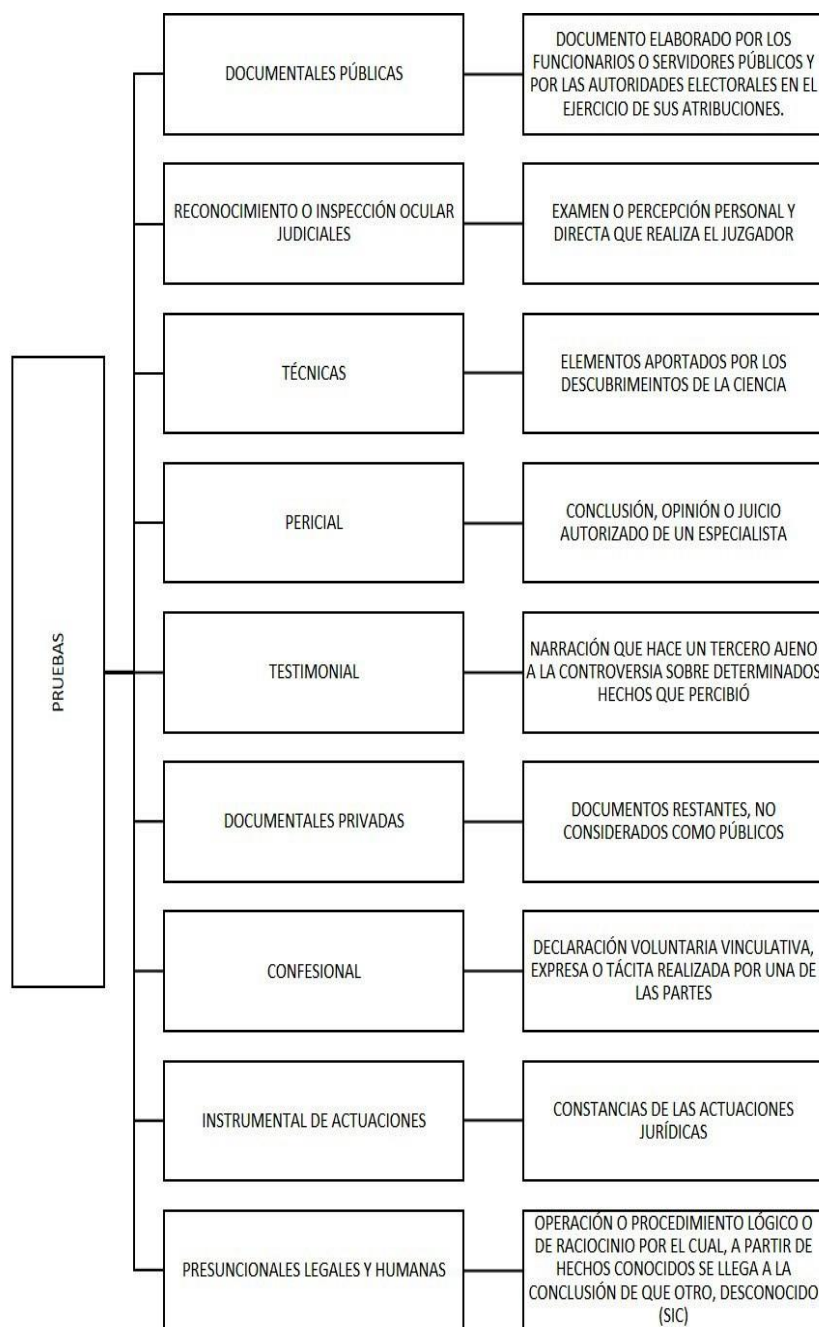 PRUEBAS
DOCUMENTALES PÚBLICAS
DOCUMENTO ELABORADO POR LOS
FUNCIONARIOS O SERVIDORES PÚBLICOS Y
POR LAS AUTORIDADES ELECTORALES EN EL
EJERCICIO DE SUS ATRIBUCIONES.
RECONOCIMIENTO O INSPECCIÓN OCULAR
JUDICIALES
EXAMEN O PERCEPCIÓN PERSONAL Y
DIRECTA QUE REALIZA EL JUZGADOR
TÉCNICAS
ELEMENTOS APORTADOS POR LOS
DESCUBRIMEINTOS DE LA CIENCIA
PERICIAL
CONCLUSIÓN, OPINIÓN O JUICIO
AUTORIZADO DE UN ESPECIALISTA
TESTIMONIAL
NARRACIÓN QUE HACE UN TERCERO AJENO
A LA CONTROVERSIA SOBRE DETERMINADOS
HECHOS QUE PERCIBIÓ
DOCUMENTALES PRIVADAS
DOCUMENTOS RESTANTES, NO
CONSIDERADOS COMO PÚBLICOS
CONFESIONAL
DECLARACIÓN VOLUNTARIA VINCULATIVA,
EXPRESA O TÁCITA REALIZADA POR UNA DE
LAS PARTES
INSTRUMENTAL DE ACTUACIONES
CONSTANCIAS DE LAS ACTUACIONES
JURÍDICAS
PRESUNCIONALES LEGALES Y HUMANAS
OPERACIÓN O PROCEDIMIENTO LÓGICO O
DE RACIOCINIO POR EL CUAL, A PARTIR DE
HECHOS CONOCIDOS SE LLEGA A LA
CONCLUSIÓN DE QUE OTRO, DESCONOCIDO
(SIC)